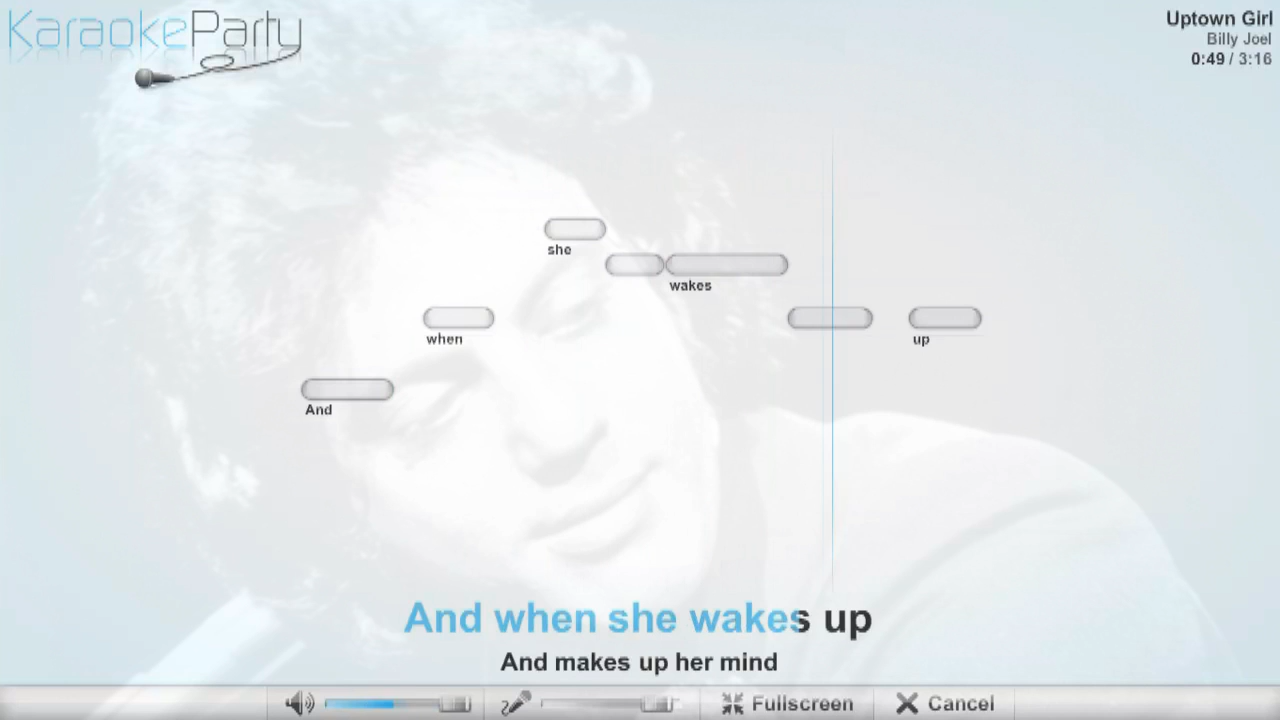 KaraokeParty
Uptown Girl
Billy Joel
0:49 / 3:16
she
wakes
when
up
And
And when she wakes up
And makes up her mind
Fullscreen
Cancel